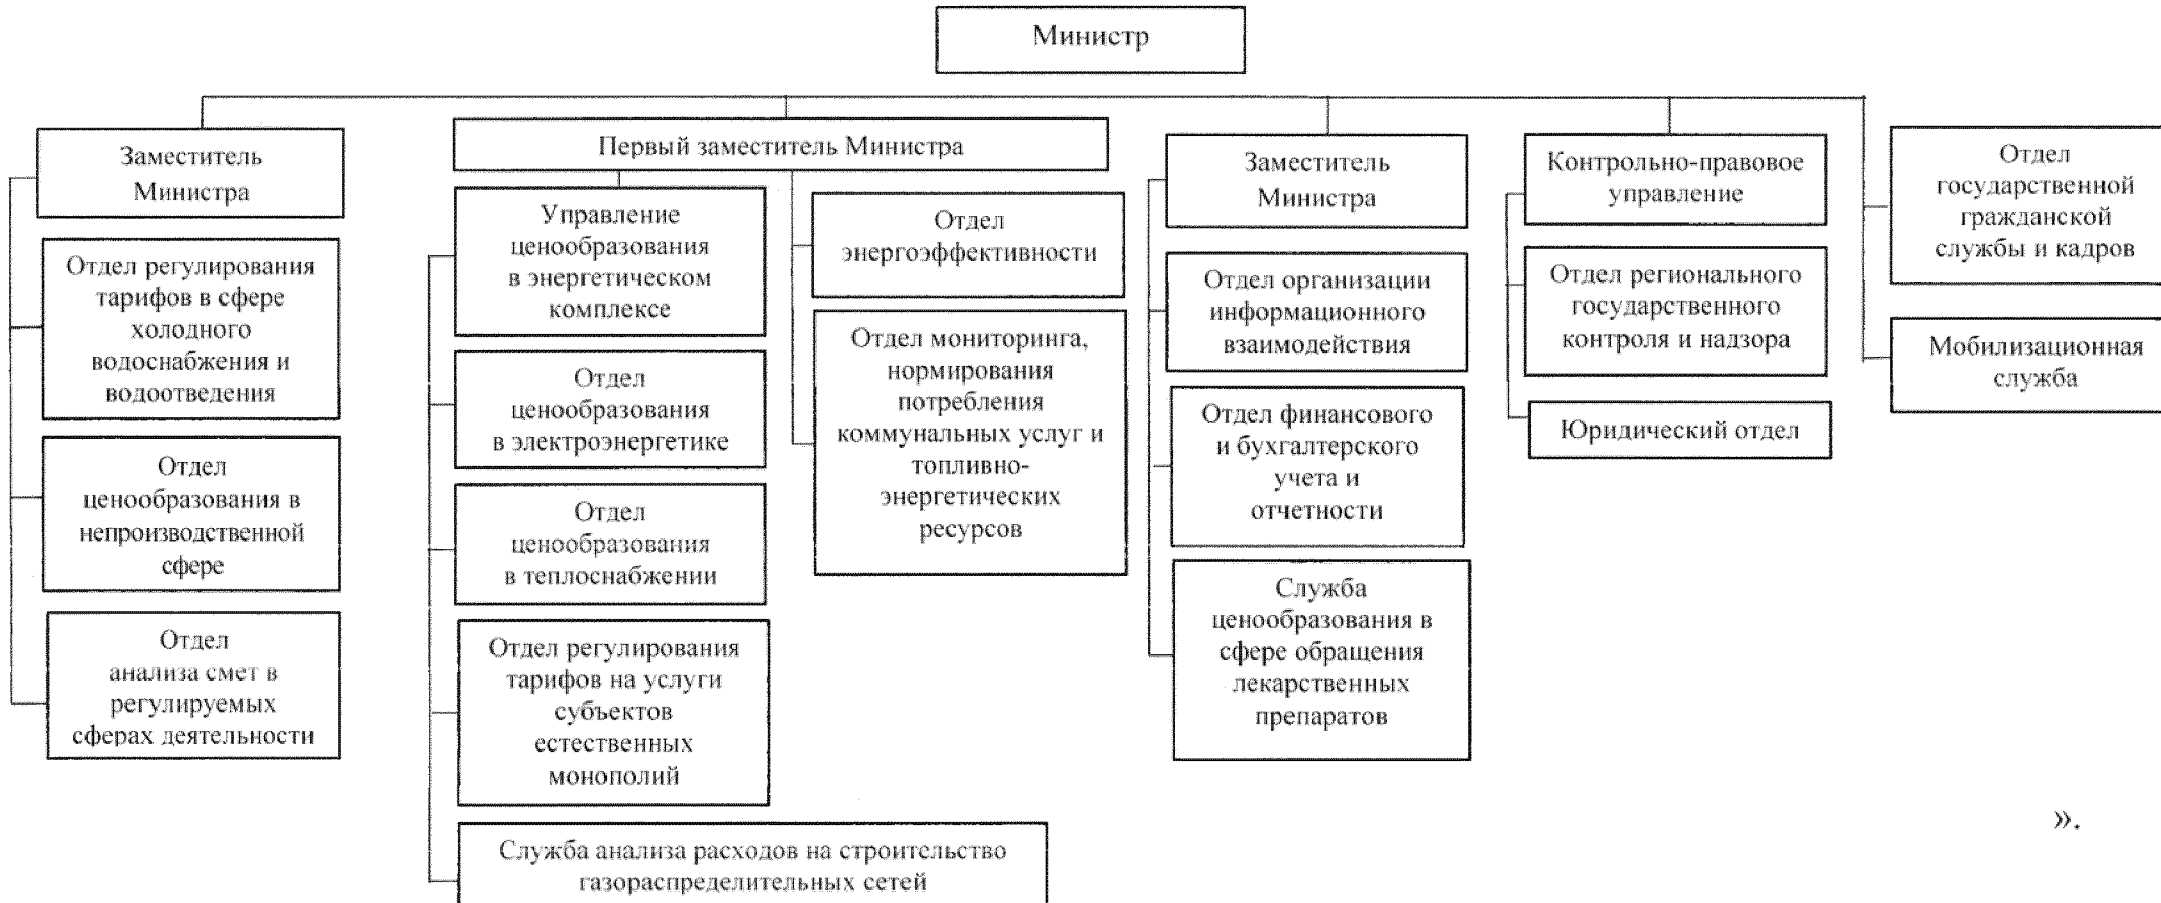 Министр
Заместитель
Министра
Отдел регулирования
тарифов в сфере
холодного
водоснабжения и
водоотведения
Отдел
ценообразования в
непроизводственной
сфере
Отдел
анализа смет в
регулируемых
сферах деятельности
Первый заместитель Министра
Управление
ценообразования
в энергетическом
комплексе
Отдел
ценообразования
в электроэнергетике
Отдел
ценообразования
в теплоснабжении
Отдел регулирования
тарифов на услуги
субъектов
естественных
монополий
Служба анализа расходов на строительство
газораспределительных сетей
Отдел
энергоэффективности
Отдел мониторинга,
нормирования
потребления
коммунальных услуг и
топливно-
энергетических
ресурсов
Заместитель
Министра
Отдел организации
информационного
взаимодействия
Отдел финансового
и бухгалтерского
учета и
отчетности
Служба
ценообразования в
сфере обращения
лекарственных
препаратов
Контрольно-правовое
управление
Отдел регионального
государственного
контроля и надзора
Юридический отдел
Отдел
государственной
гражданской
службы и кадров
Мобилизационная
служба
».